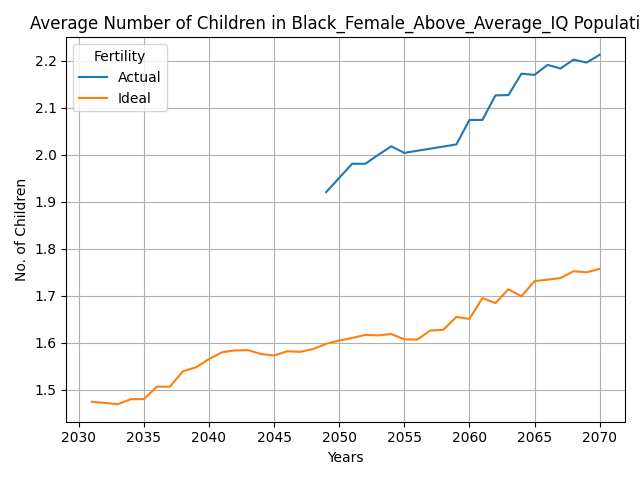 Average Number of Children in Black_Female_Above_Average_IQ Populati
Fertility
Actual
Ideal
2.2
2.1
2.0
1.9
1.8
1.7
1.6
1.5
No. of Children
2030 2035 2040 2045 2050 2055 2060 2065 2070
Years